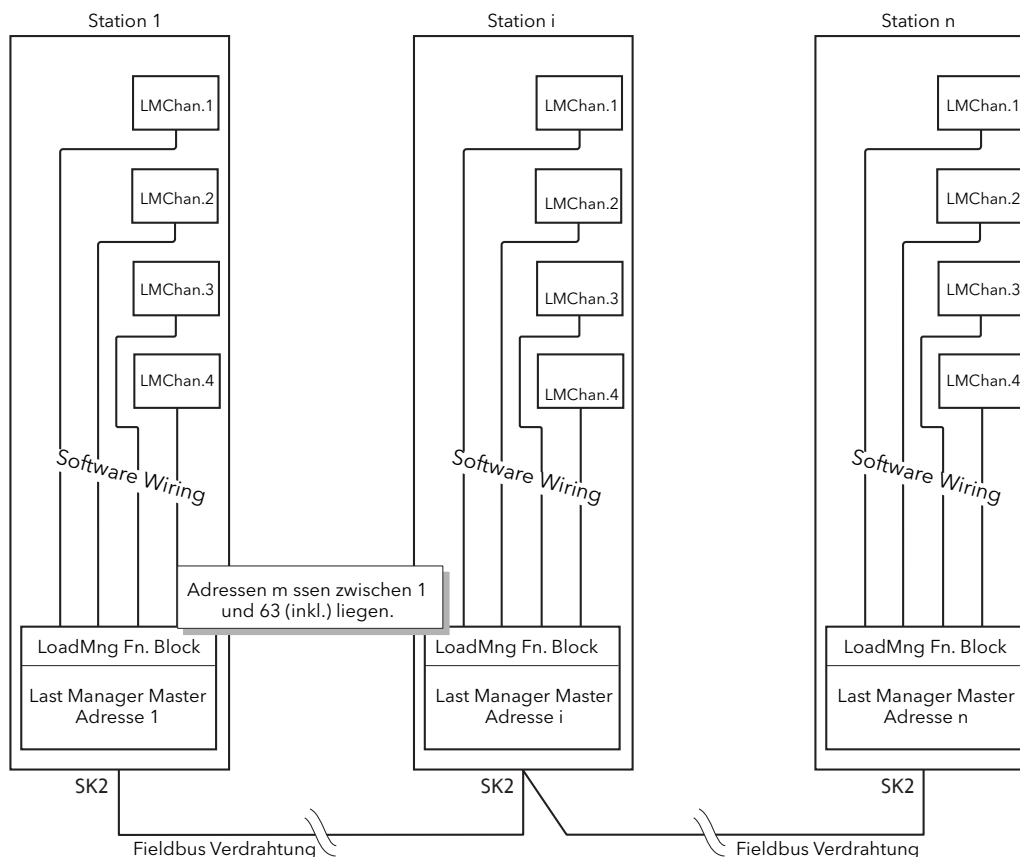 Station 1
LMChan.1
LMChan.2
LMChan.3
LMChan.4
Software Wiring
LoadMng Fn. Block
Last Manager Master
Adresse 1
SK2
Adressen m ssen zwischen 1
und 63 (inkl.) liegen.
Station i
LMChan.1
LMChan.2
LMChan.3
LMChan.4
Software Wiring
LoadMng Fn. Block
Last Manager Master
Adresse i
SK2
Station n
LMChan.1
LMChan.2
LMChan.3
LMChan.4
Software Wiring
LoadMng Fn. Block
Last Manager Master
Adresse n
SK2
Fieldbus Verdrahtung
Fieldbus Verdrahtung